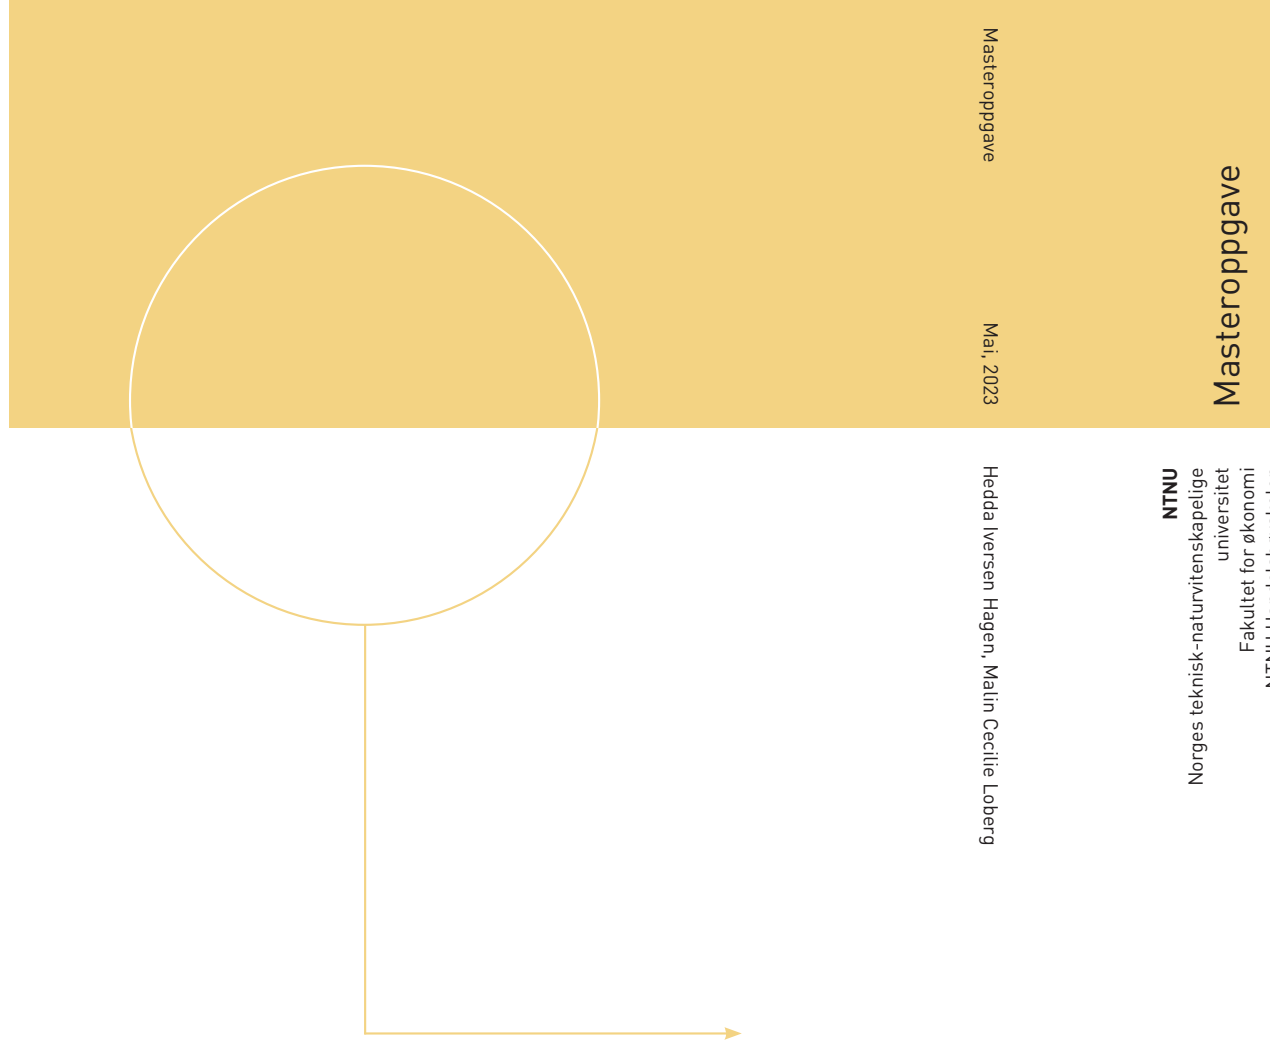 Masteroppgave
Mai, 2023
Hedda Iversen Hagen, Malin Cecilie Loberg
Masteroppgave
NTNU
Norges teknisk-naturvitenskapelige
universitet
Fakultet for økonomi